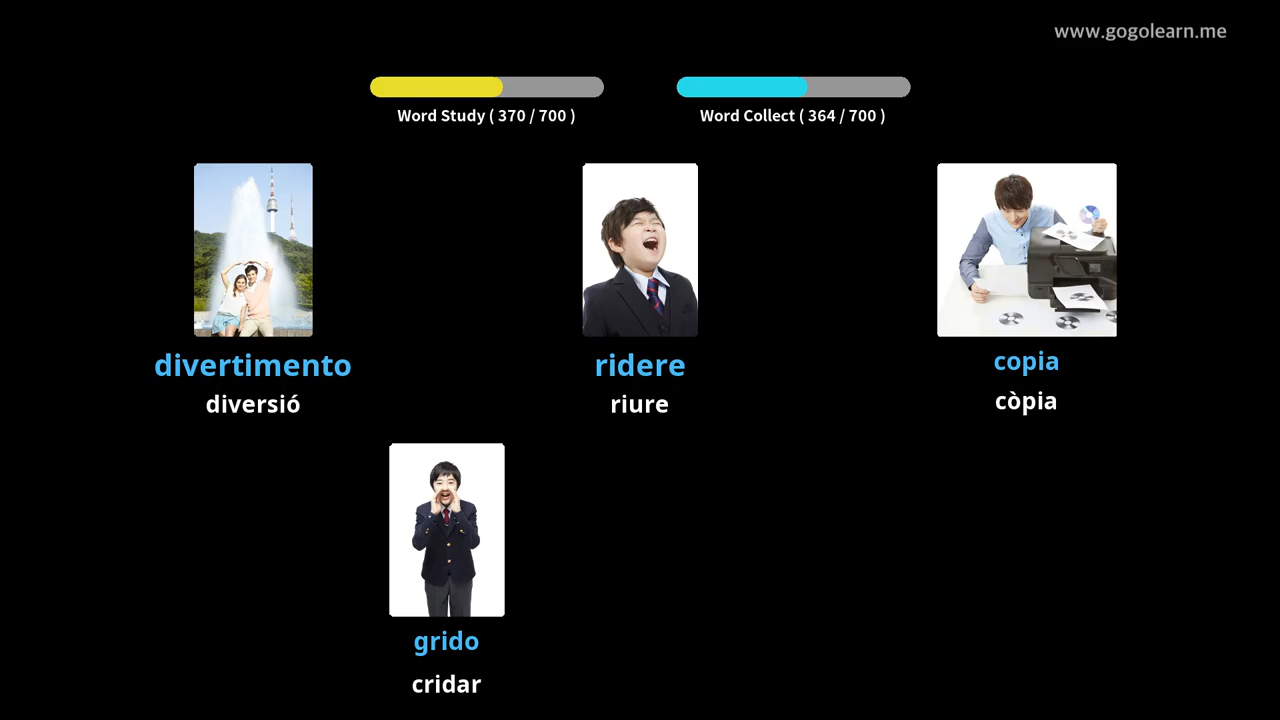 www.gogolearn.me
Word Study ( 370 / 700 )
Word Collect ( 364 / 700 )
divertimento
diversió
ridere
riure
copia
còpia
grido
cridar